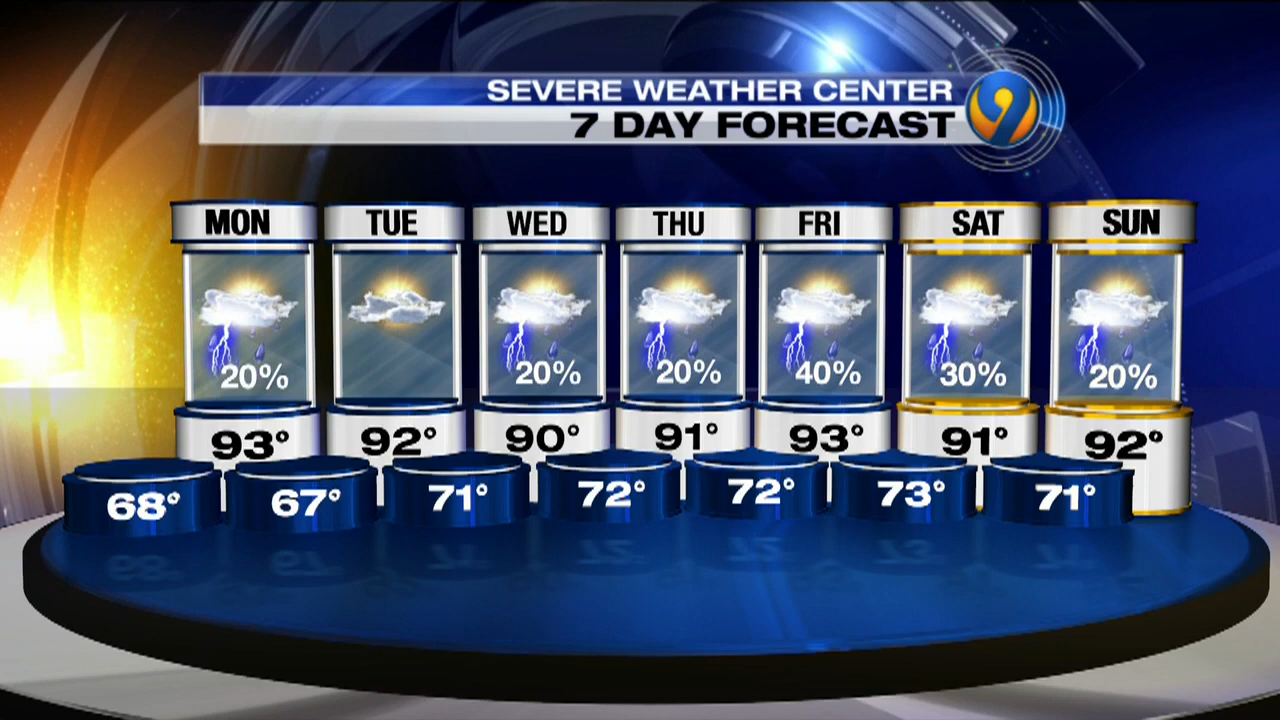 SEVERE WEATHER CENTER
9
7 DAY FORECAST
MON TUE WED THU FRI SAT SUN
20% 20% 20% 40% 30% 20%
93° 92° 90° 91° 93° 91° 92°
68° 67° 71° 72° 72° 73° 71°